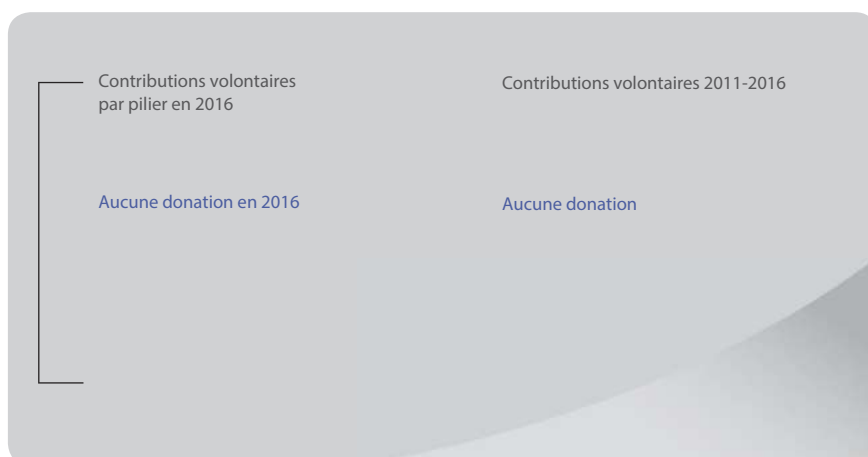 Contributions volontaires
par pilier en 2016
Aucune donation en 2016
Contributions volontaires 2011-2016
Aucune donation